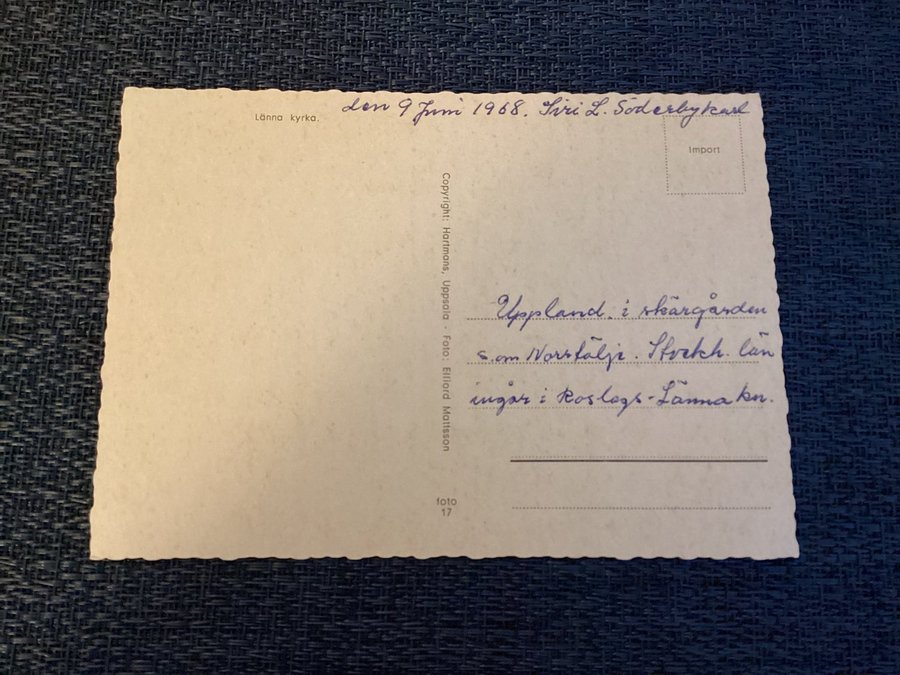 den 9 Juni 1968. Siri L. Söderbykarl
Länna kyrka.
Import
Copyright: Hartmans, Uppsala - Foto: Effiard Mattsson
Uppland. i skärgården
s.om Norrtälje. Stockh. län
ingår i Roslags-Länna kn.
foto
17